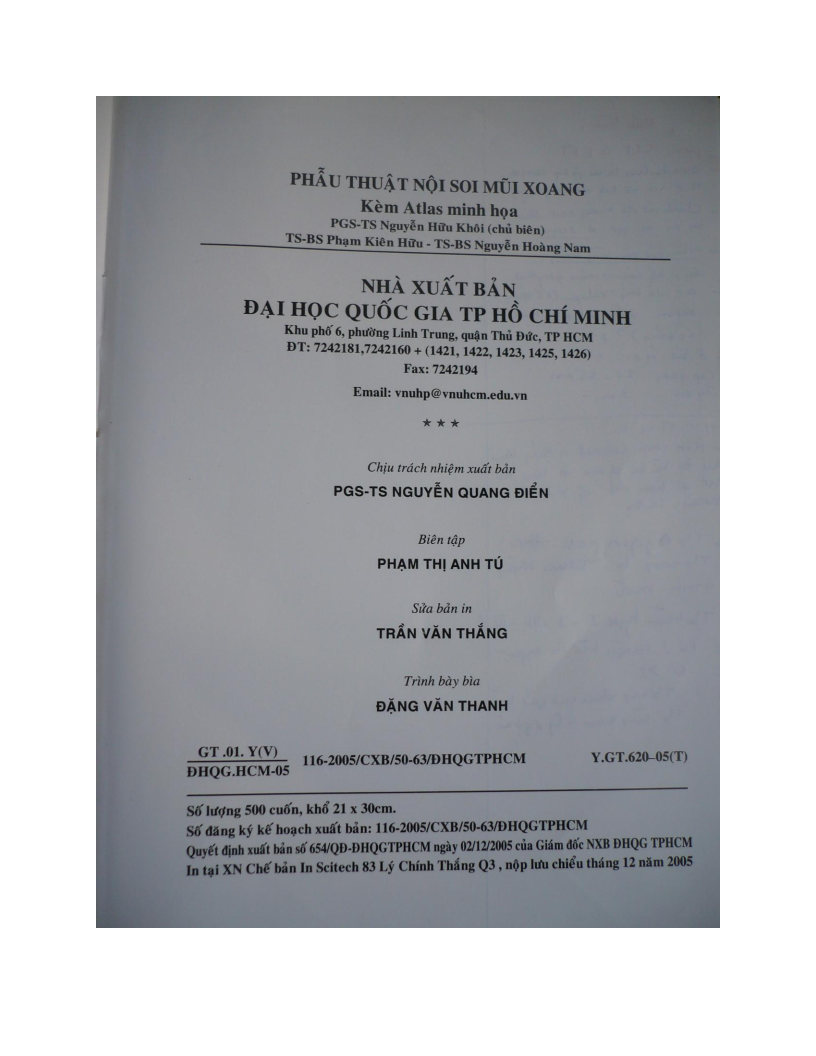 PHẪU THUẬT NỘI SOI MŨI XOANG
Kèm Atlas minh họa
PGS-TS Nguyễn Hữu Khôi (chủ biên)
TS-BS Phạm Kiên Hữu - TS-BS Nguyễn Hoàng Nam
NHÀ XUẤT BẢN
ĐẠI HỌC QUỐC GIA TP HỒ CHÍ MINH
Khu phố 6, phường Linh Trung, quận Thủ Đức, TP HCM
ĐT: 7242181,7242160 + (1421, 1422, 1423, 1425, 1426)
Fax: 7242194
Email: vnuhp@vnuhcm.edu.vn
★ ★ ★
Chịu trách nhiệm xuất bản
PGS-TS NGUYỄN QUANG ĐIỂN
Biên tập
PHẠM THỊ ANH TÚ
Sửa bản in
TRẦN VĂN THẮNG
Trình bày bìa
ĐẶNG VĂN THANH
GT .01. Y(V)
ĐHQG.HCM-05
116-2005/CXB/50-63/ĐHQGTPHCM
Y.GT.620–05(T)
Số lượng 500 cuốn, khổ 21 x 30cm.
Số đăng ký kế hoạch xuất bản: 116-2005/CXB/50-63/ĐHQGTPHCM
Quyết định xuất bản số 654/QĐ-ĐHQGTPHCM ngày 02/12/2005 của Giám đốc NXB ĐHQG TPHCM
In tại XN Chế bản In Scitech 83 Lý Chính Thắng Q3 , nộp lưu chiểu tháng 12 năm 2005